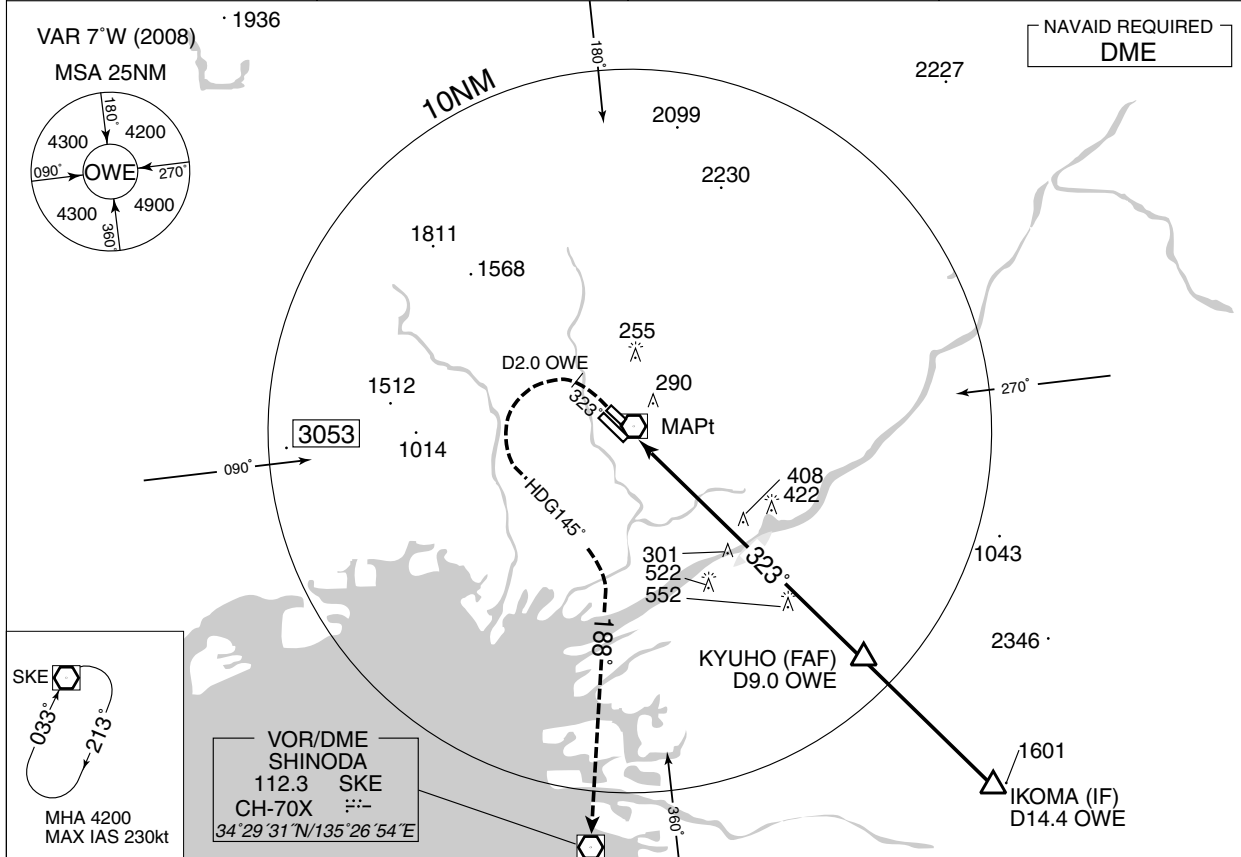 1936
VAR 7°W (2008)
MSA 25NM
180°
4300
4200
OWE
090°
270°
4300
4900
360°
NAVAID REQUIRED
DME
180°
10NM
2227
2099
2230
1811
1568
255
D2.0 OWE
290
323°
1512
MAPt
270°
3053
1014
090°
408
422
HDG145°
301
323°
522
552
1043
2346
188°
KYUHO (FAF)
D9.0 OWE
SKE
033°
213°
MHA 4200
MAX IAS 230kt
VOR/DME
SHINODA
112.3 SKE
CH-70X
34°29′31″N/135°26′54″E
360°
1601
IKOMA (IF)
D14.4 OWE